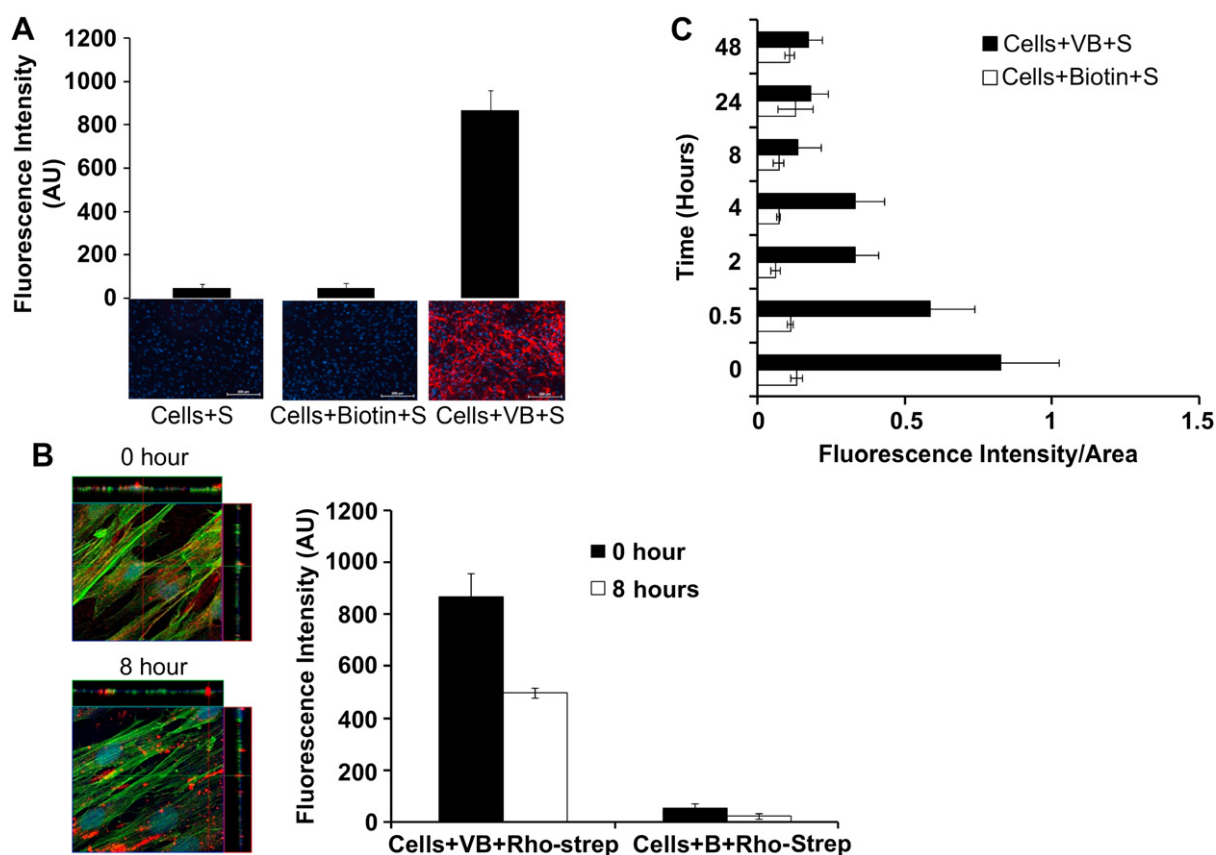 A
Fluorescence Intensity
(AU)
1200
1000
800
600
400
200
0
Cells+S
Cells+Biotin+S
Cells+VB+S
C
Time (Hours)
48
24
8
4
2
0.5
0
Cells+VB+S
Cells+Biotin+S
0
0.5
1
1.5
Fluorescence Intensity/Area
B
0 hour
8 hour
Fluorescence Intensity (AU)
1200
1000
800
600
400
200
0
0 hour
8 hours
Cells+VB+Rho-strep
Cells+B+Rho-Strep